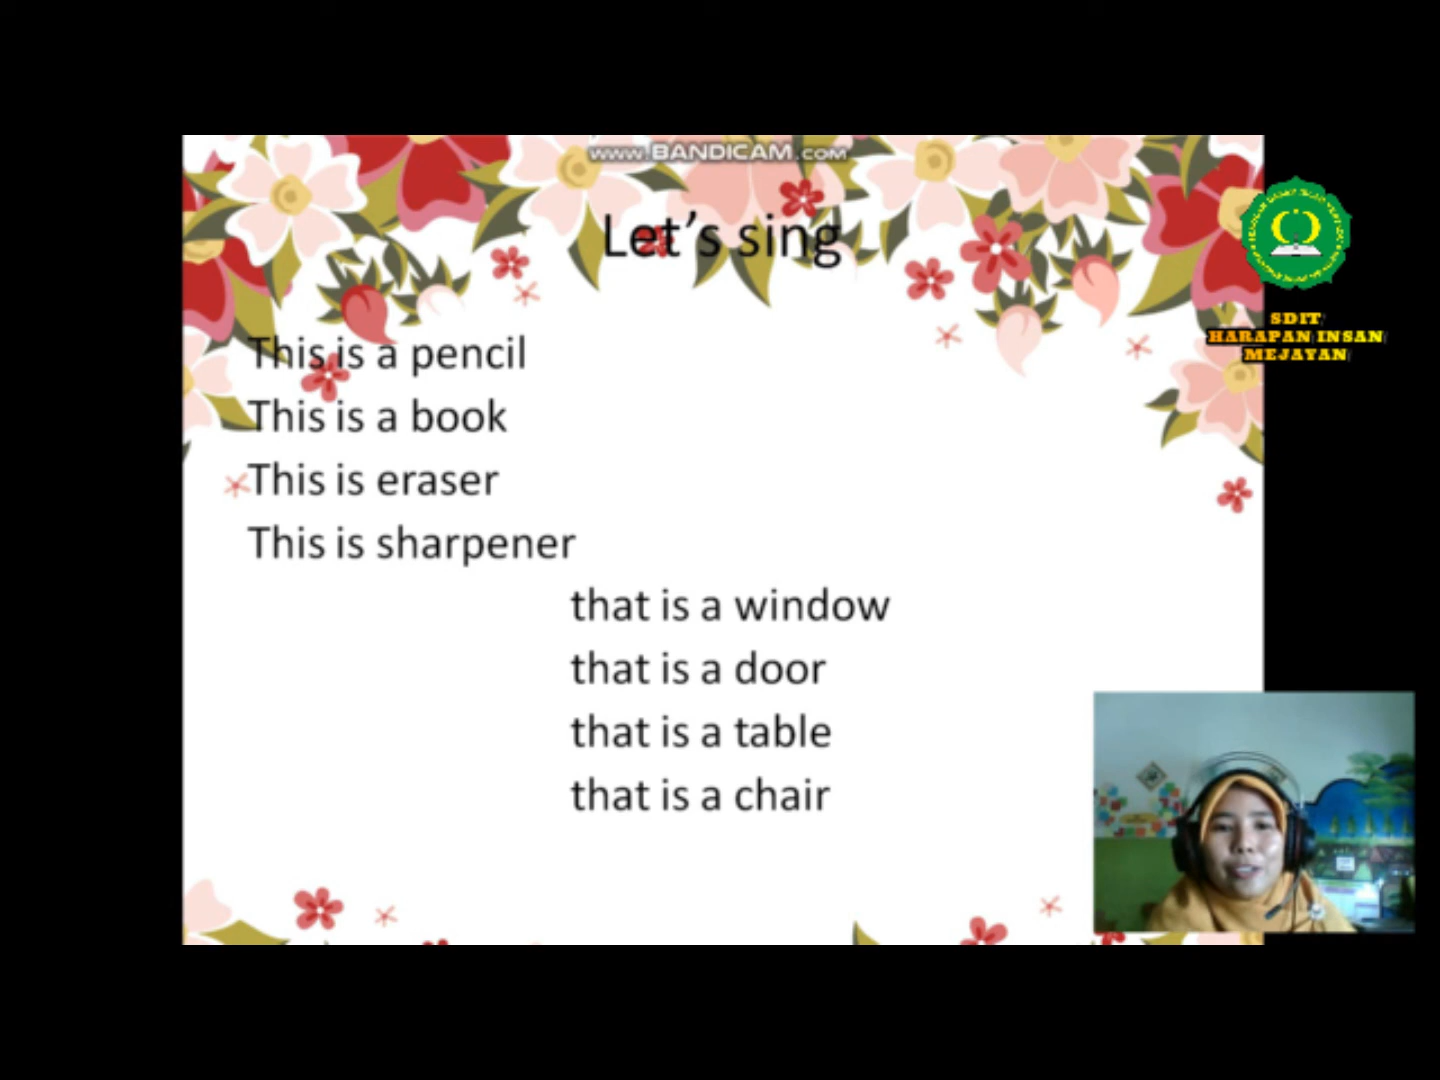 www.BANDICAM.com
Let's sing
This is a pencil
This is a book
This is eraser
This is sharpener
that is a window
that is a door
that is a table
that is a chair
SDIT
HARAPAN INSAN
MEJAYAN